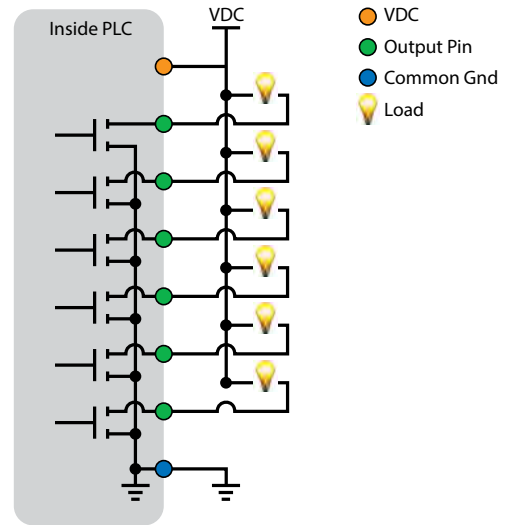 Inside PLC
VDC
VDC
Output Pin
Common Gnd
Load